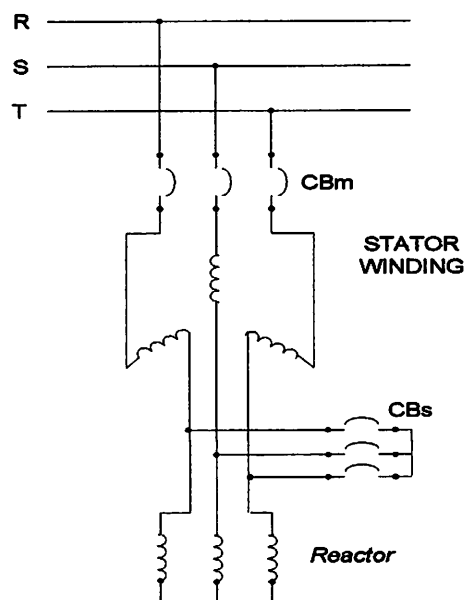 R
S
T
CBm
STATOR
WINDING
CBs
Reactor